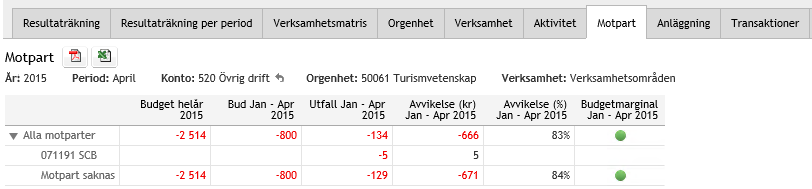 Resultaträkning Resultaträkning per period Verksamhetsmatris Orgenhet Verksamhet Aktivitet Motpart Anläggning Transaktioner
Motpart
År: 2015 Period: April Konto: 520 Övrig drift Orgenhet: 50061 Turismvetenskap Verksamhet: Verksamhetsområden
Budget helår Bud Jan - Apr Utfall Jan - Apr Avvikelse (kr) Avvikelse (%) Budgetmarginal
2015 2015 2015 Jan - Apr 2015 Jan - Apr 2015 Jan - Apr 2015
Alla motparter -2 514 -800 -134 -666 83%
071191 SCB -5 5
Motpart saknas -2 514 -800 -129 -671 84%